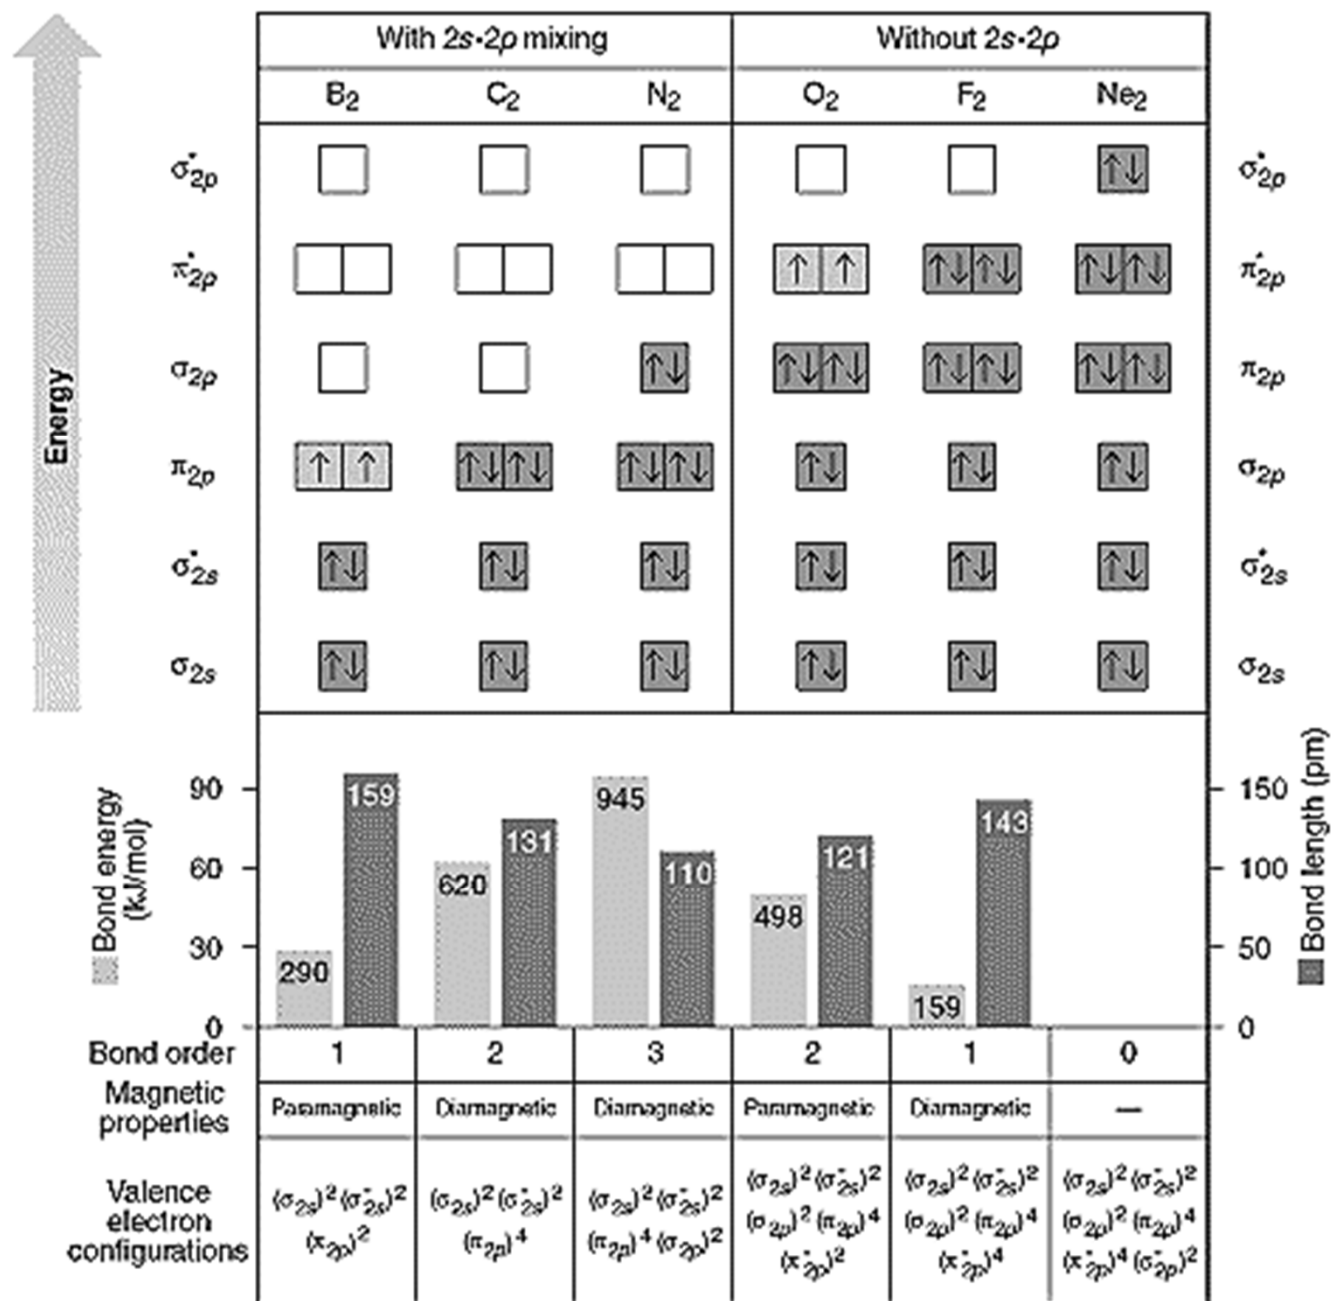 With 2s-2p mixing Without 2s-2p
B2 C2 N2 O2 F2 Ne2
σ*2p σ*2p
π*2p π*2p
σ2p π2p
π2p σ2p
σ*2s σ*2s
σ2s σ2s
Energy
Bond energy
(kJ/mol)
90
60
30
0
290 159
620 131
945 110
498 121
159 143
150
100
50
0
Bond length (pm)
Bond order 1 2 3 2 1 0
Magnetic
properties
Paramagnetic Diamagnetic Diamagnetic Paramagnetic Diamagnetic —
Valence
electron
configurations
(σ2s)² (σ*2s)²
(π2p)²
(σ2s)² (σ*2s)²
(π2p)⁴
(σ2s)² (σ*2s)²
(π2p)⁴ (σ2p)²
(σ2s)² (σ*2s)²
(σ2p)² (π2p)⁴
(π*2p)²
(σ2s)² (σ*2s)²
(σ2p)² (π2p)⁴
(π*2p)⁴
(σ2s)² (σ*2s)²
(σ2p)² (π2p)⁴
(π*2p)⁴ (σ*2p)²